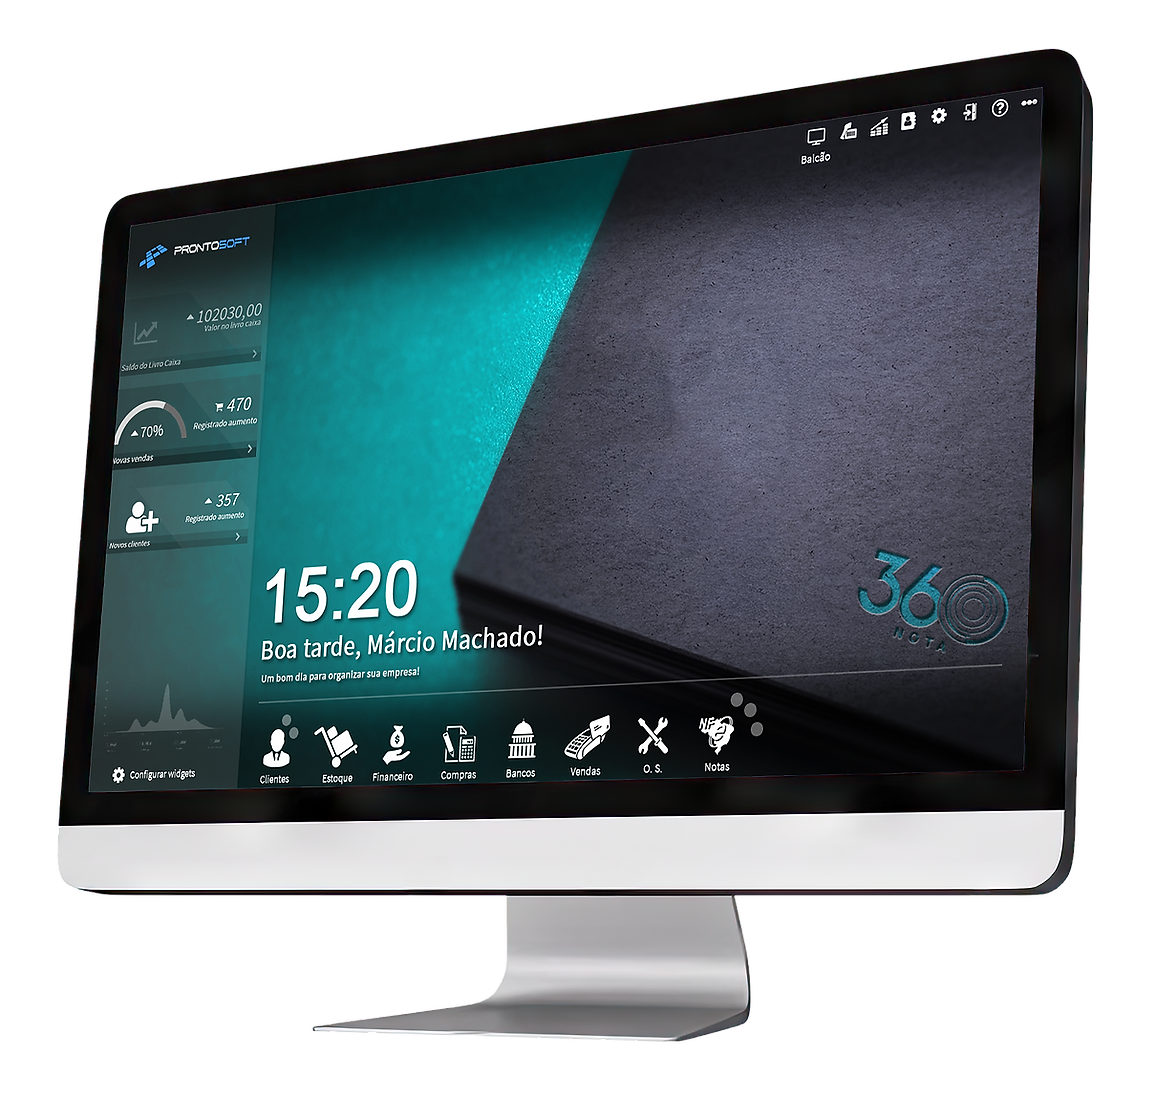 Balcão
PRONTOSOFT
102030,00
Valor no livro caixa
Saldo do Livro Caixa
470
Registrado aumento
70%
Novas vendas
357
Registrado aumento
Novos clientes
15:20
Boa tarde, Márcio Machado!
Um bom dia para organizar sua empresa!
360
NOTA
Configurar widgets
Clientes
Estoque
Financeiro
Compras
Bancos
Vendas
O. S.
NF
Notas